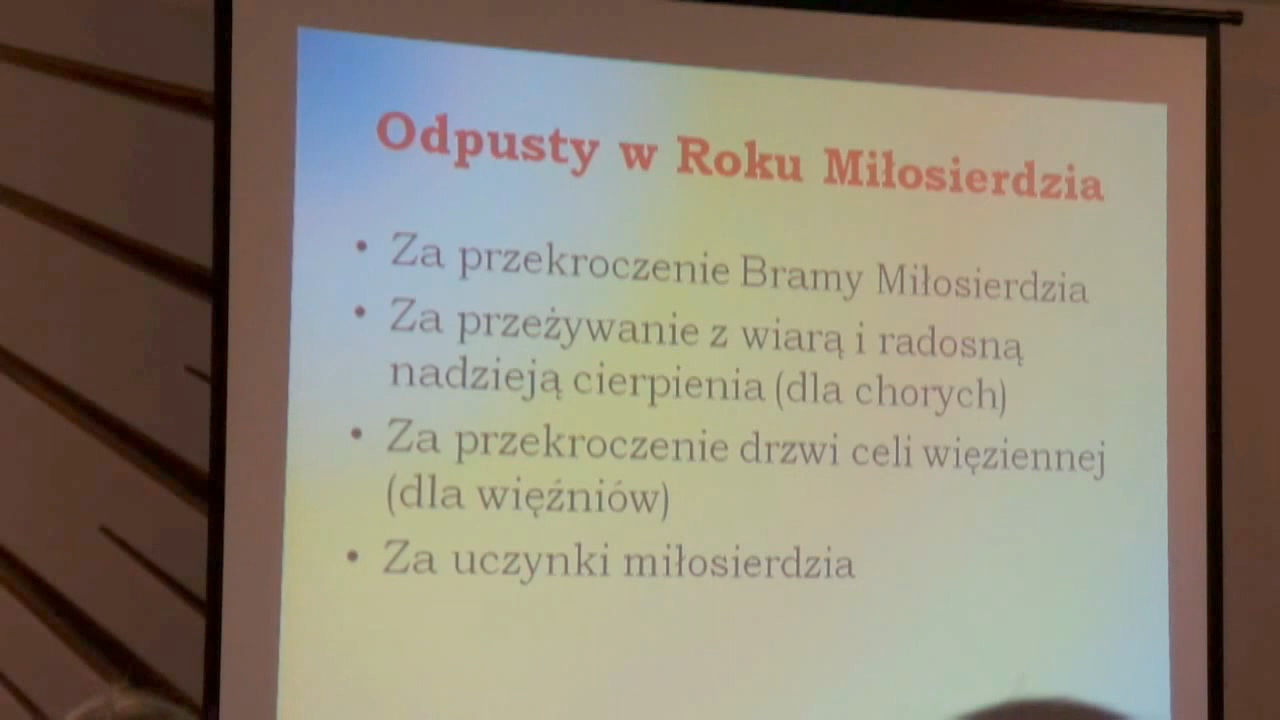 Odpusty w Roku Miłosierdzia
• Za przekroczenie Bramy Miłosierdzia
• Za przeżywanie z wiarą i radosną
nadzieją cierpienia (dla chorych)
• Za przekroczenie drzwi celi więziennej
(dla więźniów)
• Za uczynki miłosierdzia